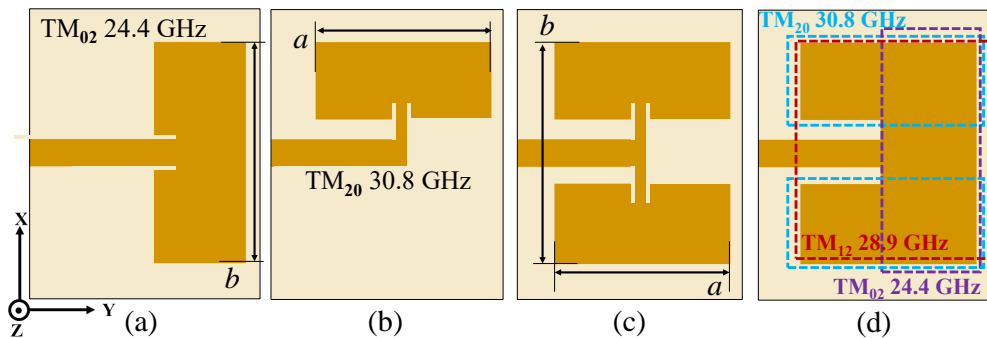 TM02 24.4 GHz
b
X
Y
Z
(a)
a
TM20 30.8 GHz
(b)
b
a
(c)
TM20 30.8 GHz
TM12 28.9 GHz
TM02 24.4 GHz
(d)